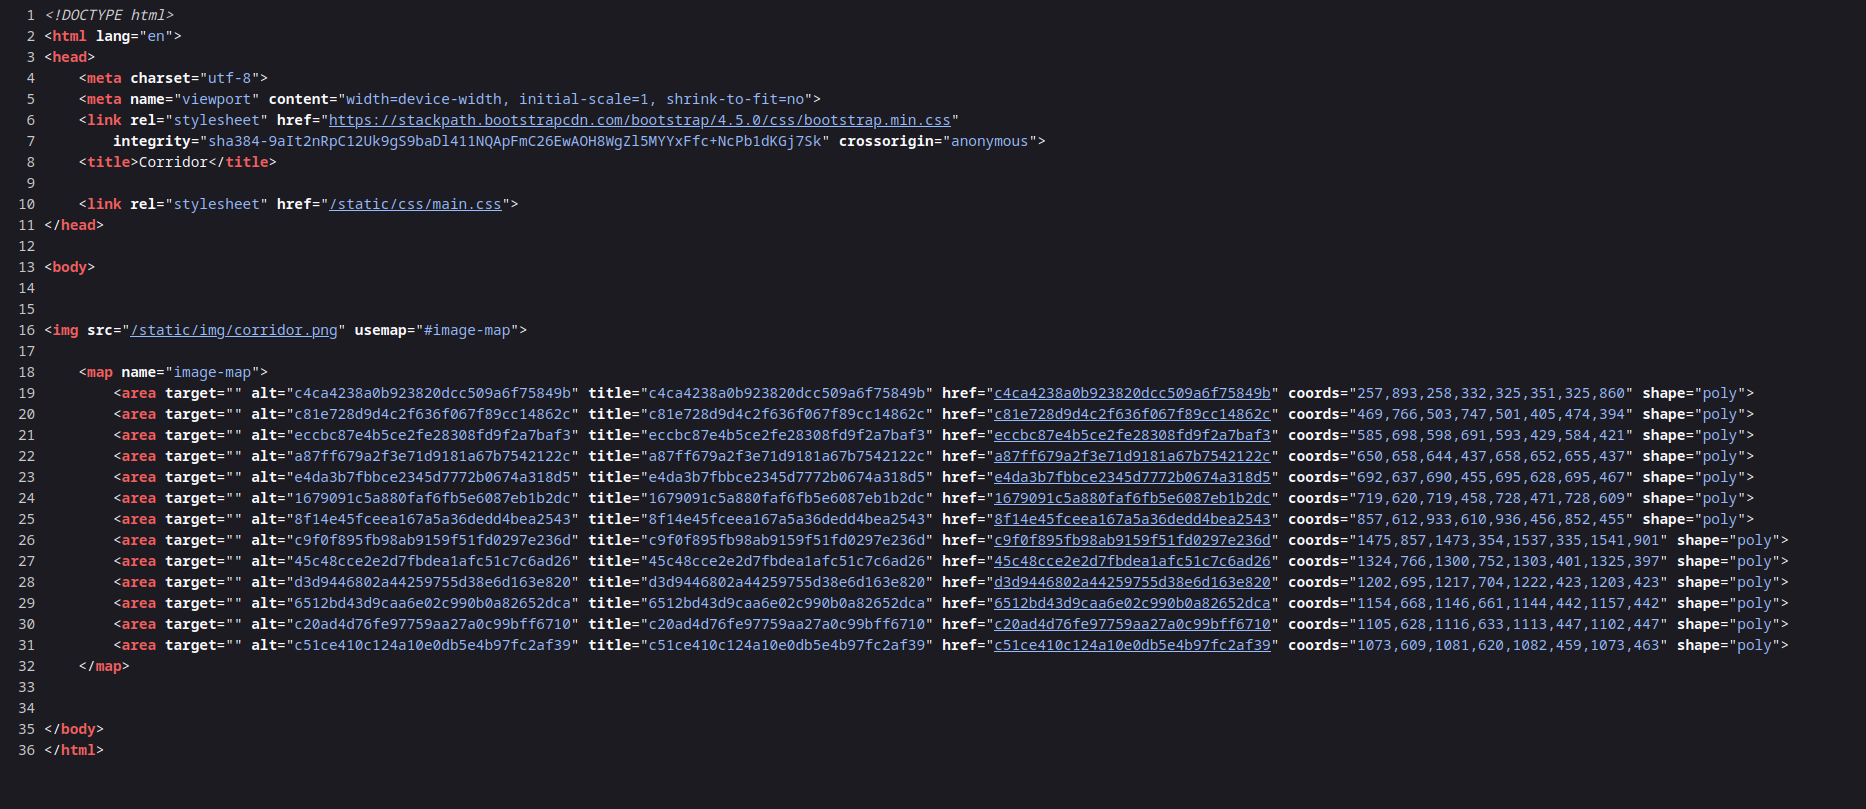 1 <!DOCTYPE html>
2 <html lang="en">
3 <head>
4     <meta charset="utf-8">
5     <meta name="viewport" content="width=device-width, initial-scale=1, shrink-to-fit=no">
6     <link rel="stylesheet" href="https://stackpath.bootstrapcdn.com/bootstrap/4.5.0/css/bootstrap.min.css"
7         integrity="sha384-9aIt2nRpC12Uk9gS9baDl411NQApFmC26EwAOH8WgZl5MYYxFfc+NcPb1dKGj7Sk" crossorigin="anonymous">
8     <title>Corridor</title>
9
10     <link rel="stylesheet" href="/static/css/main.css">
11 </head>
12
13 <body>
14
15
16 <img src="/static/img/corridor.png" usemap="#image-map">
17
18     <map name="image-map">
19         <area target="" alt="c4ca4238a0b923820dcc509a6f75849b" title="c4ca4238a0b923820dcc509a6f75849b" href="c4ca4238a0b923820dcc509a6f75849b" coords="257,893,258,332,325,351,325,860" shape="poly">
20         <area target="" alt="c81e728d9d4c2f636f067f89cc14862c" title="c81e728d9d4c2f636f067f89cc14862c" href="c81e728d9d4c2f636f067f89cc14862c" coords="469,766,503,747,501,405,474,394" shape="poly">
21         <area target="" alt="eccbc87e4b5ce2fe28308fd9f2a7baf3" title="eccbc87e4b5ce2fe28308fd9f2a7baf3" href="eccbc87e4b5ce2fe28308fd9f2a7baf3" coords="585,698,598,691,593,429,584,421" shape="poly">
22         <area target="" alt="a87ff679a2f3e71d9181a67b7542122c" title="a87ff679a2f3e71d9181a67b7542122c" href="a87ff679a2f3e71d9181a67b7542122c" coords="650,658,644,437,658,652,655,437" shape="poly">
23         <area target="" alt="e4da3b7fbbce2345d7772b0674a318d5" title="e4da3b7fbbce2345d7772b0674a318d5" href="e4da3b7fbbce2345d7772b0674a318d5" coords="692,637,690,455,695,628,695,467" shape="poly">
24         <area target="" alt="1679091c5a880faf6fb5e6087eb1b2dc" title="1679091c5a880faf6fb5e6087eb1b2dc" href="1679091c5a880faf6fb5e6087eb1b2dc" coords="719,620,719,458,728,471,728,609" shape="poly">
25         <area target="" alt="8f14e45fceea167a5a36dedd4bea2543" title="8f14e45fceea167a5a36dedd4bea2543" href="8f14e45fceea167a5a36dedd4bea2543" coords="857,612,933,610,936,456,852,455" shape="poly">
26         <area target="" alt="c9f0f895fb98ab9159f51fd0297e236d" title="c9f0f895fb98ab9159f51fd0297e236d" href="c9f0f895fb98ab9159f51fd0297e236d" coords="1475,857,1473,354,1537,335,1541,901" shape="poly">
27         <area target="" alt="45c48cce2e2d7fbdea1afc51c7c6ad26" title="45c48cce2e2d7fbdea1afc51c7c6ad26" href="45c48cce2e2d7fbdea1afc51c7c6ad26" coords="1324,766,1300,752,1303,401,1325,397" shape="poly">
28         <area target="" alt="d3d9446802a44259755d38e6d163e820" title="d3d9446802a44259755d38e6d163e820" href="d3d9446802a44259755d38e6d163e820" coords="1202,695,1217,704,1222,423,1203,423" shape="poly">
29         <area target="" alt="6512bd43d9caa6e02c990b0a82652dca" title="6512bd43d9caa6e02c990b0a82652dca" href="6512bd43d9caa6e02c990b0a82652dca" coords="1154,668,1146,661,1144,442,1157,442" shape="poly">
30         <area target="" alt="c20ad4d76fe97759aa27a0c99bff6710" title="c20ad4d76fe97759aa27a0c99bff6710" href="c20ad4d76fe97759aa27a0c99bff6710" coords="1105,628,1116,633,1113,447,1102,447" shape="poly">
31         <area target="" alt="c51ce410c124a10e0db5e4b97fc2af39" title="c51ce410c124a10e0db5e4b97fc2af39" href="c51ce410c124a10e0db5e4b97fc2af39" coords="1073,609,1081,620,1082,459,1073,463" shape="poly">
32     </map>
33
34
35 </body>
36 </html>